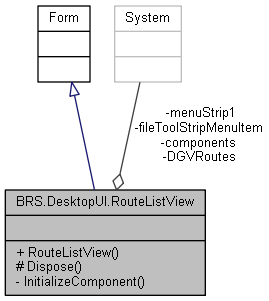 Form
System
-menuStrip1
-fileToolStripMenuItem
-components
-DGVRoutes
BRS.DesktopUI.RouteListView
+ RouteListView()
# Dispose()
- InitializeComponent()